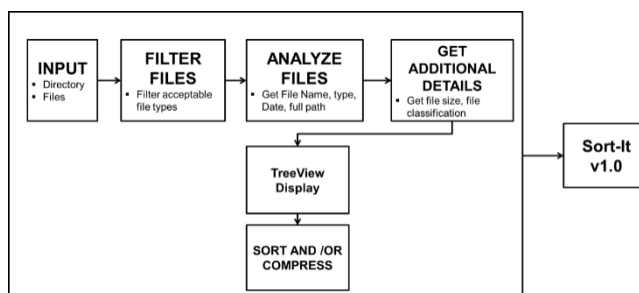 INPUT
▪ Directory
▪ Files
FILTER
FILES
▪ Filter acceptable
file types
ANALYZE
FILES
▪ Get File Name, type,
Date, full path
GET
ADDITIONAL
DETAILS
▪ Get file size, file
classification
TreeView
Display
SORT AND /OR
COMPRESS
Sort-It
v1.0